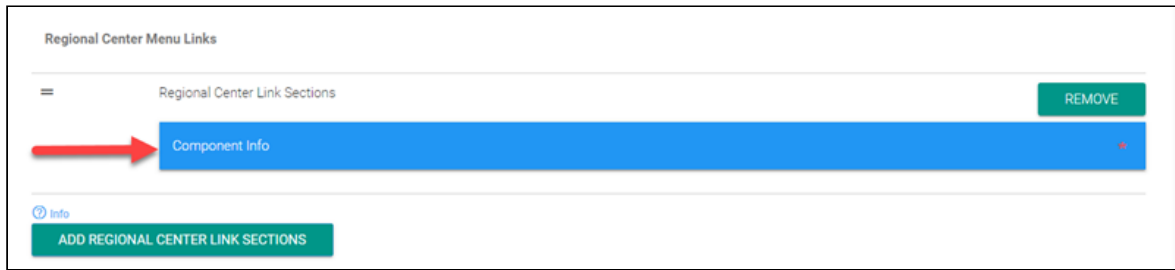 Regional Center Menu Links
Regional Center Link Sections
REMOVE
Component Info *
? Info
ADD REGIONAL CENTER LINK SECTIONS